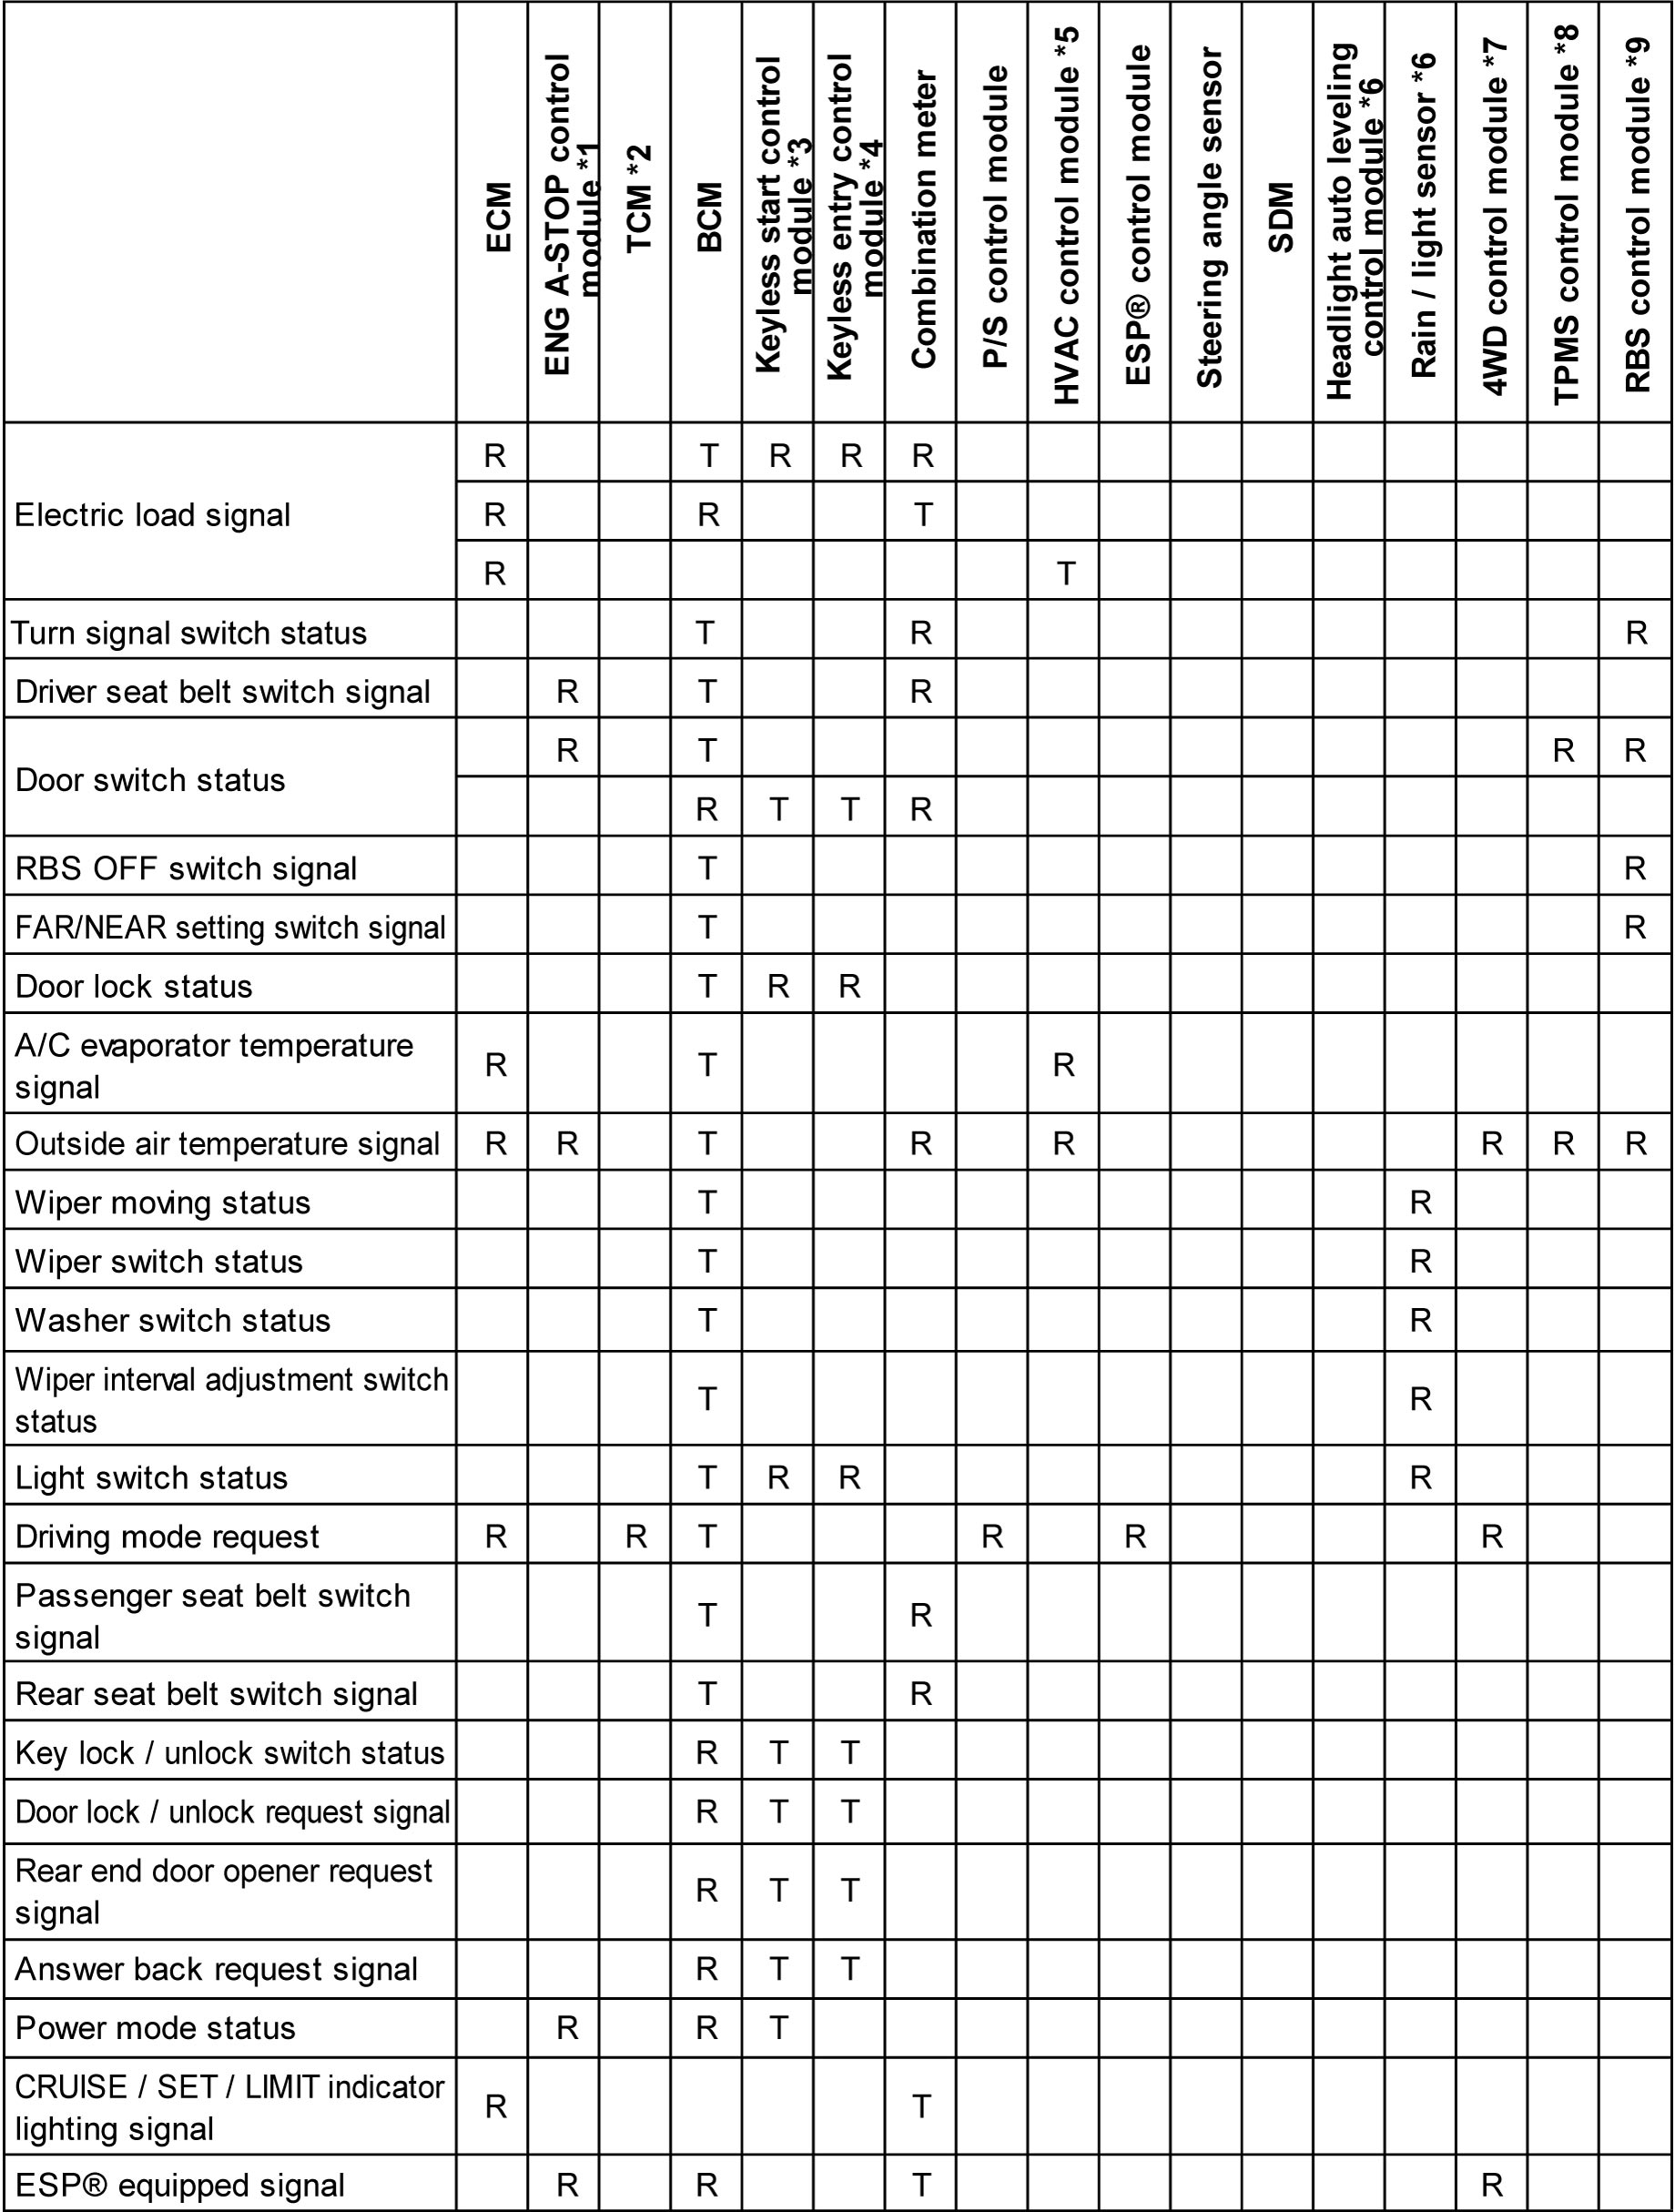 ECM
ENG A-STOP control
module *1
TCM *2
BCM
Keyless start control
module *3
Keyless entry control
module *4
Combination meter
P/S control module
HVAC control module *5
ESP® control module
Steering angle sensor
SDM
Headlight auto leveling
control module *6
Rain / light sensor *6
4WD control module *7
TPMS control module *8
RBS control module *9
Electric load signal
R T R R R
R R T
R T
Turn signal switch status T R R
Driver seat belt switch signal R T R
Door switch status
R T R R
R T T R
RBS OFF switch signal T R
FAR/NEAR setting switch signal T R
Door lock status T R R
A/C evaporator temperature
signal
R T R
Outside air temperature signal R R T R R R R R
Wiper moving status T R
Wiper switch status T R
Washer switch status T R
Wiper interval adjustment switch
status
T R
Light switch status T R R R
Driving mode request R R T R R R
Passenger seat belt switch
signal
T R
Rear seat belt switch signal T R
Key lock / unlock switch status R T T
Door lock / unlock request signal R T T
Rear end door opener request
signal
R T T
Answer back request signal R T T
Power mode status R R T
CRUISE / SET / LIMIT indicator
lighting signal
R T
ESP® equipped signal R R T R